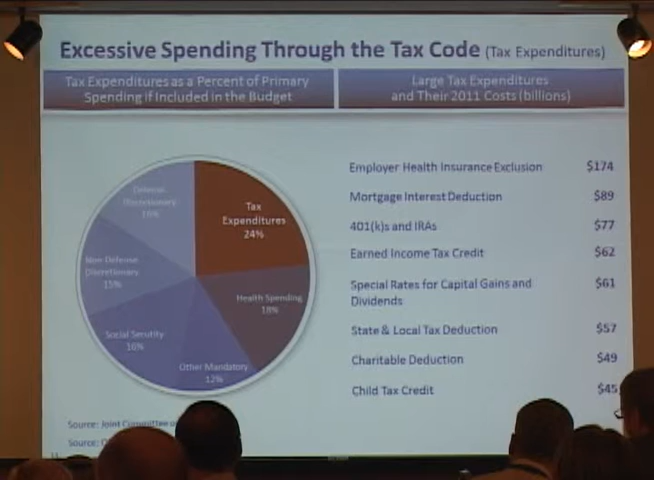 Excessive Spending Through the Tax Code (Tax Expenditures)
Tax Expenditures as a Percent of Primary
Spending if Included in the Budget
Large Tax Expenditures
and Their 2011 Costs (billions)
Defense
Discretionary
Tax
Expenditures
24%
Non-Defense
Discretionary
15%
Health Spending
18%
Social Security
16%
Other Mandatory
12%
Employer Health Insurance Exclusion $174
Mortgage Interest Deduction $89
401(k)s and IRAs $77
Earned Income Tax Credit $62
Special Rates for Capital Gains and $61
Dividends
State & Local Tax Deduction $57
Charitable Deduction $49
Child Tax Credit $45
Source: Joint Committee
Source: